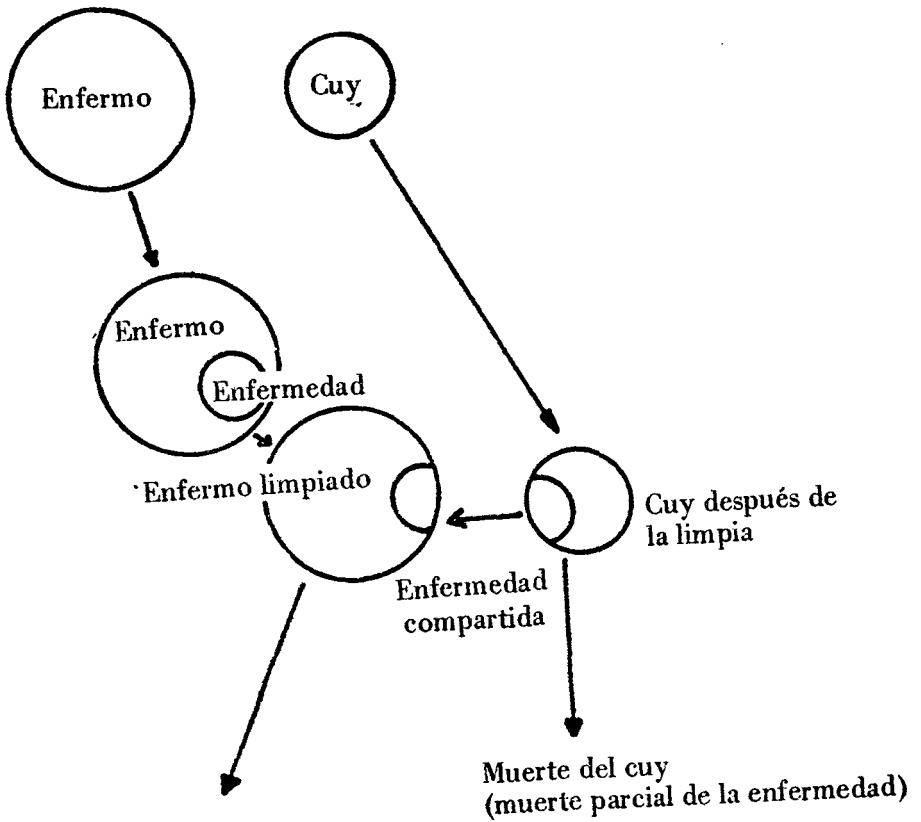 Enfermo
Cuy
Enfermo
Enfermedad
Enfermo limpiado
Cuy después de
la limpia
Enfermedad
compartida
Muerte del cuy
(muerte parcial de la enfermedad)